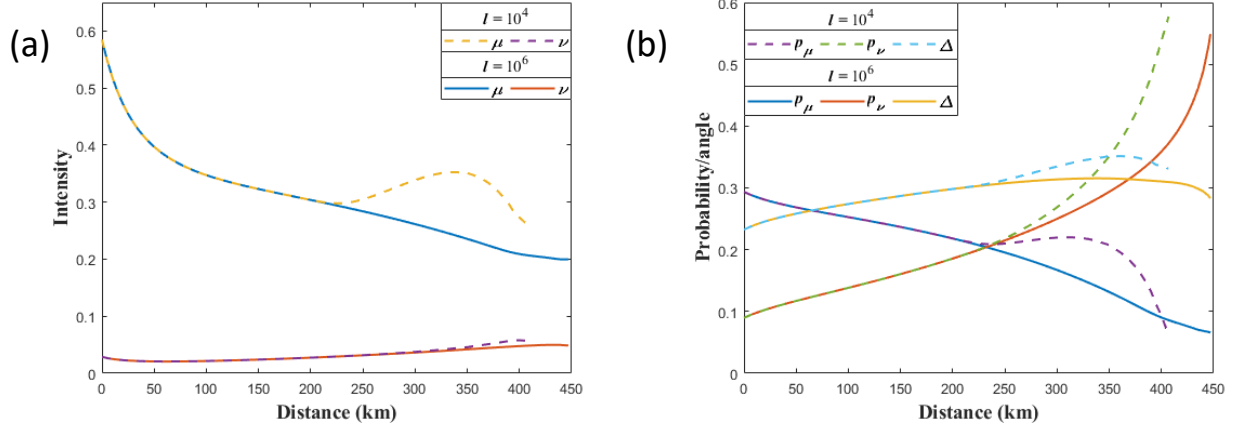 (a)
0.6
0.5
0.4
0.3
0.2
0.1
0
Intensity
l = 10^4
μ ν
l = 10^6
μ ν
0 50 100 150 200 250 300 350 400 450
Distance (km)
(b)
0.6
0.5
0.4
0.3
0.2
0.1
0
Probability/angle
l = 10^4
p_μ p_ν Δ
l = 10^6
p_μ p_ν Δ
0 50 100 150 200 250 300 350 400 450
Distance (km)